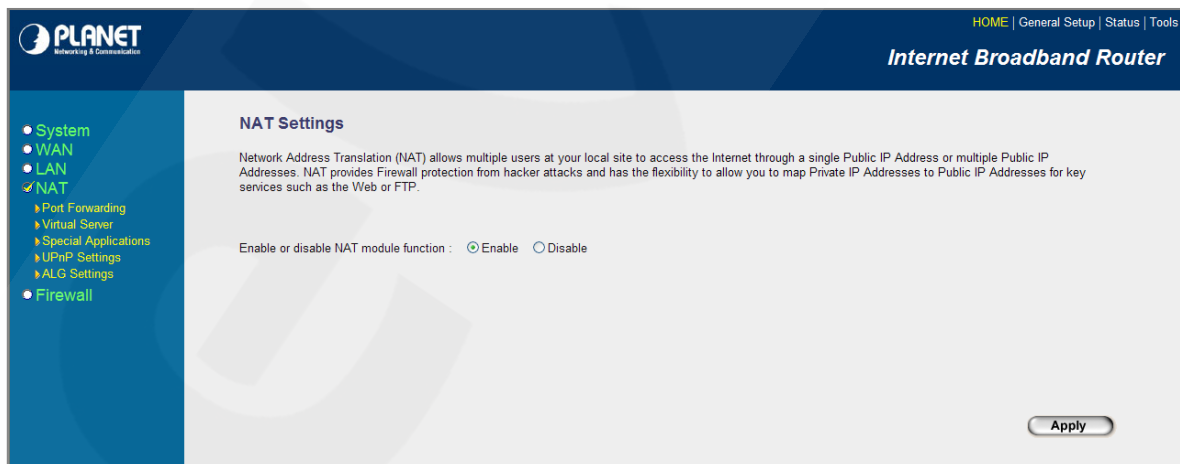 PLANET
Networking & Communication
HOME | General Setup | Status | Tools
Internet Broadband Router
System
WAN
LAN
NAT
Port Forwarding
Virtual Server
Special Applications
UPnP Settings
ALG Settings
Firewall
NAT Settings
Network Address Translation (NAT) allows multiple users at your local site to access the Internet through a single Public IP Address or multiple Public IP
Addresses. NAT provides Firewall protection from hacker attacks and has the flexibility to allow you to map Private IP Addresses to Public IP Addresses for key
services such as the Web or FTP.
Enable or disable NAT module function : Enable Disable
Apply